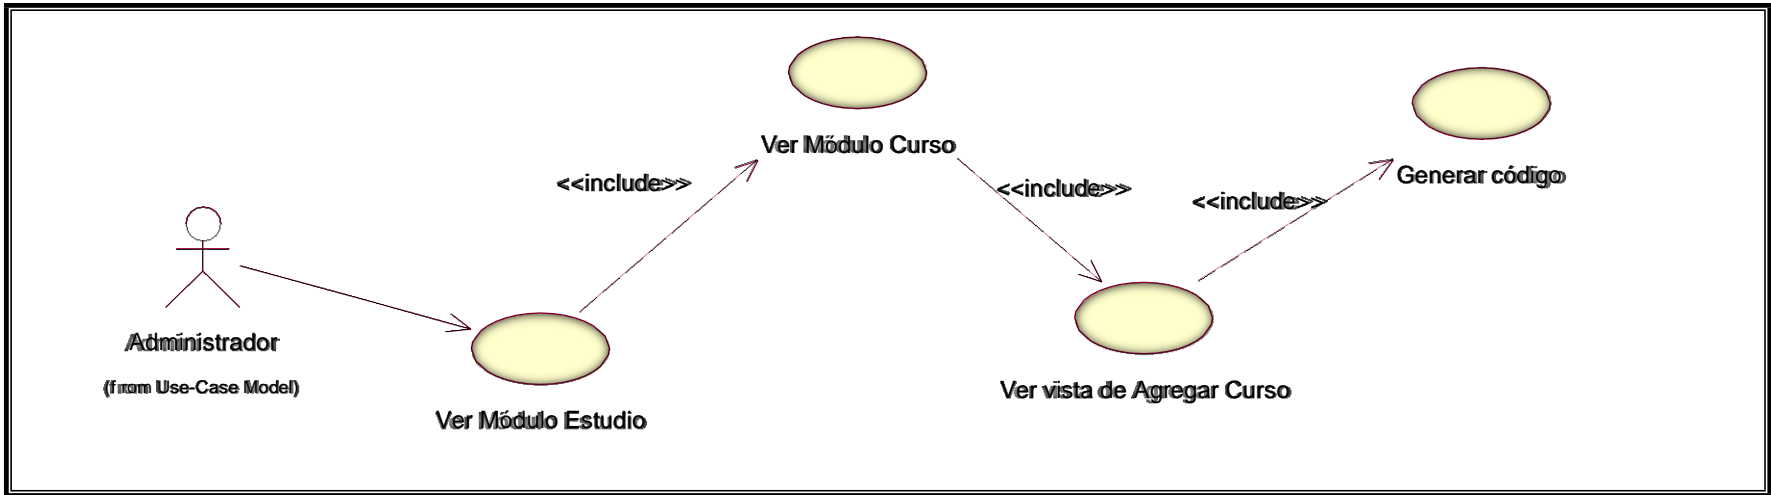 Ver Módulo Curso
<<include>>
<<include>>
<<include>>
Generar código
Administrador
(from Use-Case Model)
Ver Módulo Estudio
Ver vista de Agregar Curso